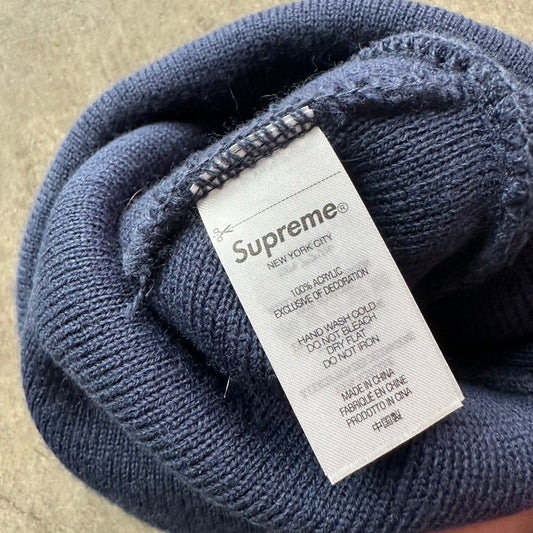 Supreme®
NEW YORK CITY
100% ACRYLIC
EXCLUSIVE OF DECORATION
HAND WASH COLD
DO NOT BLEACH
DRY FLAT
DO NOT IRON
MADE IN CHINA
FABRIQUÉ EN CHINE
PRODOTTO IN CINA
中国製